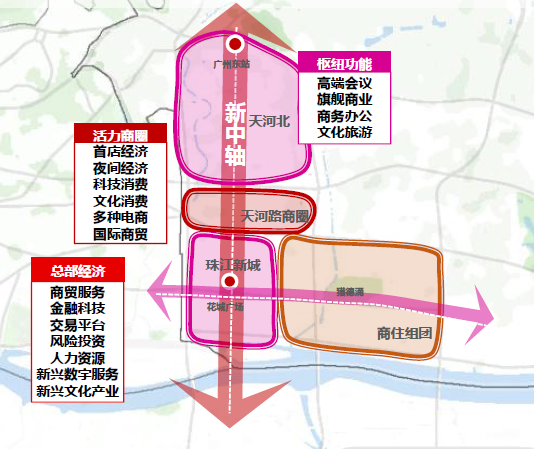 广州东站
枢纽功能
高端会议
旗舰商业
商务办公
文化旅游
新中轴
天河北
活力商圈
首店经济
夜间经济
科技消费
文化消费
多种电商
国际商贸
天河路商圈
珠江新城
花城广场
猎德涌
商住组团
总部经济
商贸服务
金融科技
交易平台
风险投资
人力资源
新兴数字服务
新兴文化产业